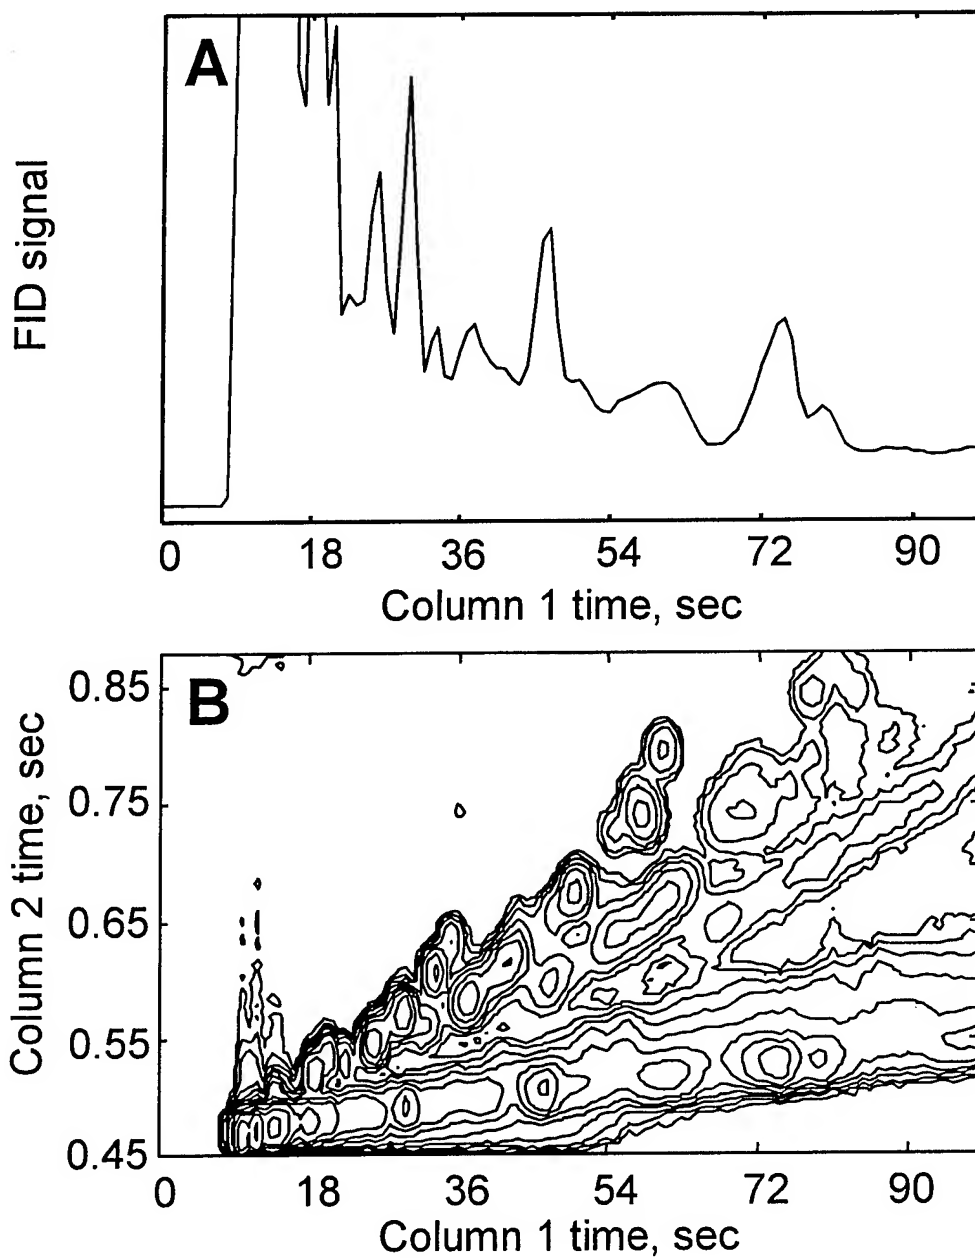 A
FID signal
0 18 36 54 72 90
Column 1 time, sec
B
Column 2 time, sec
0.85
0.75
0.65
0.55
0.45
0 18 36 54 72 90
Column 1 time, sec